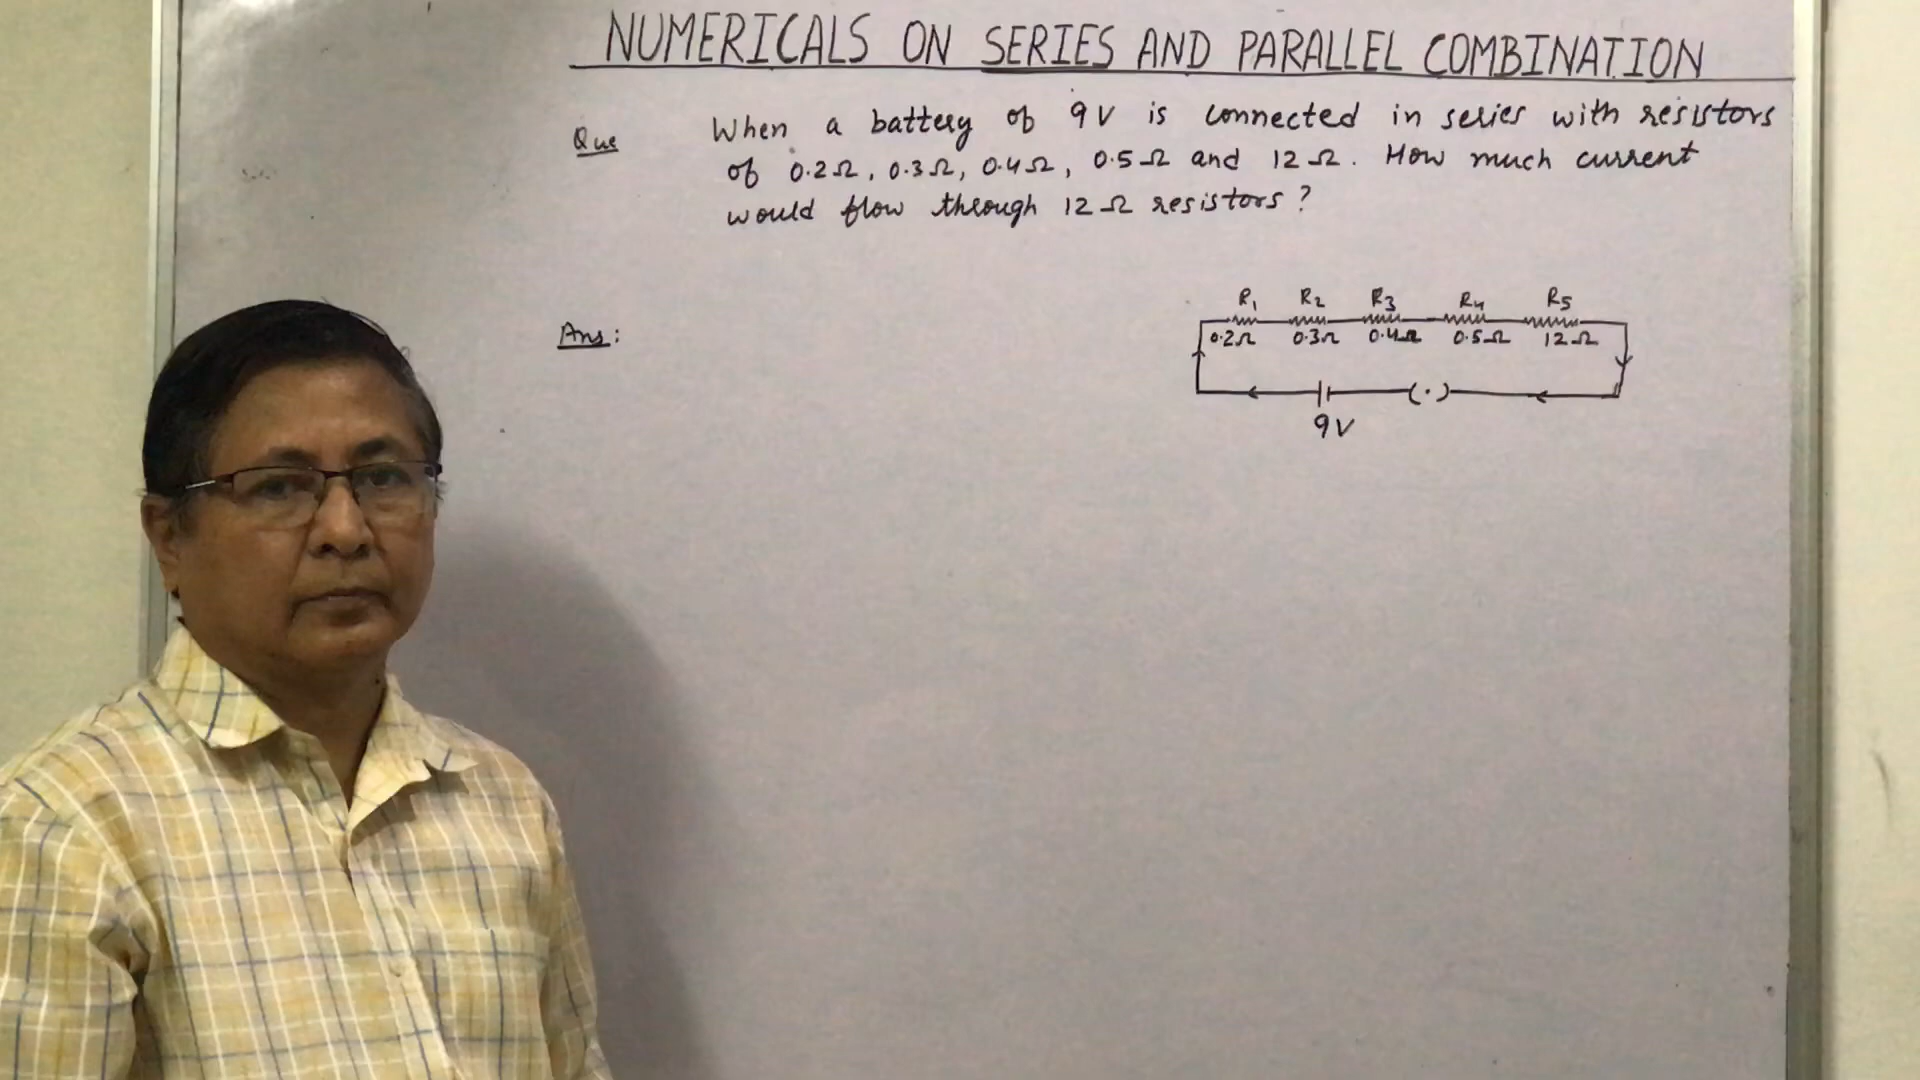 NUMERICALS ON SERIES AND PARALLEL COMBINATION
Que When a battery of 9V is connected in series with resistors
of 0.2Ω, 0.3Ω, 0.4Ω, 0.5Ω and 12Ω. How much current
would flow through 12Ω resistors?
Ans:
R1 R2 R3 R4 R5
0.2Ω 0.3Ω 0.4Ω 0.5Ω 12Ω
9V